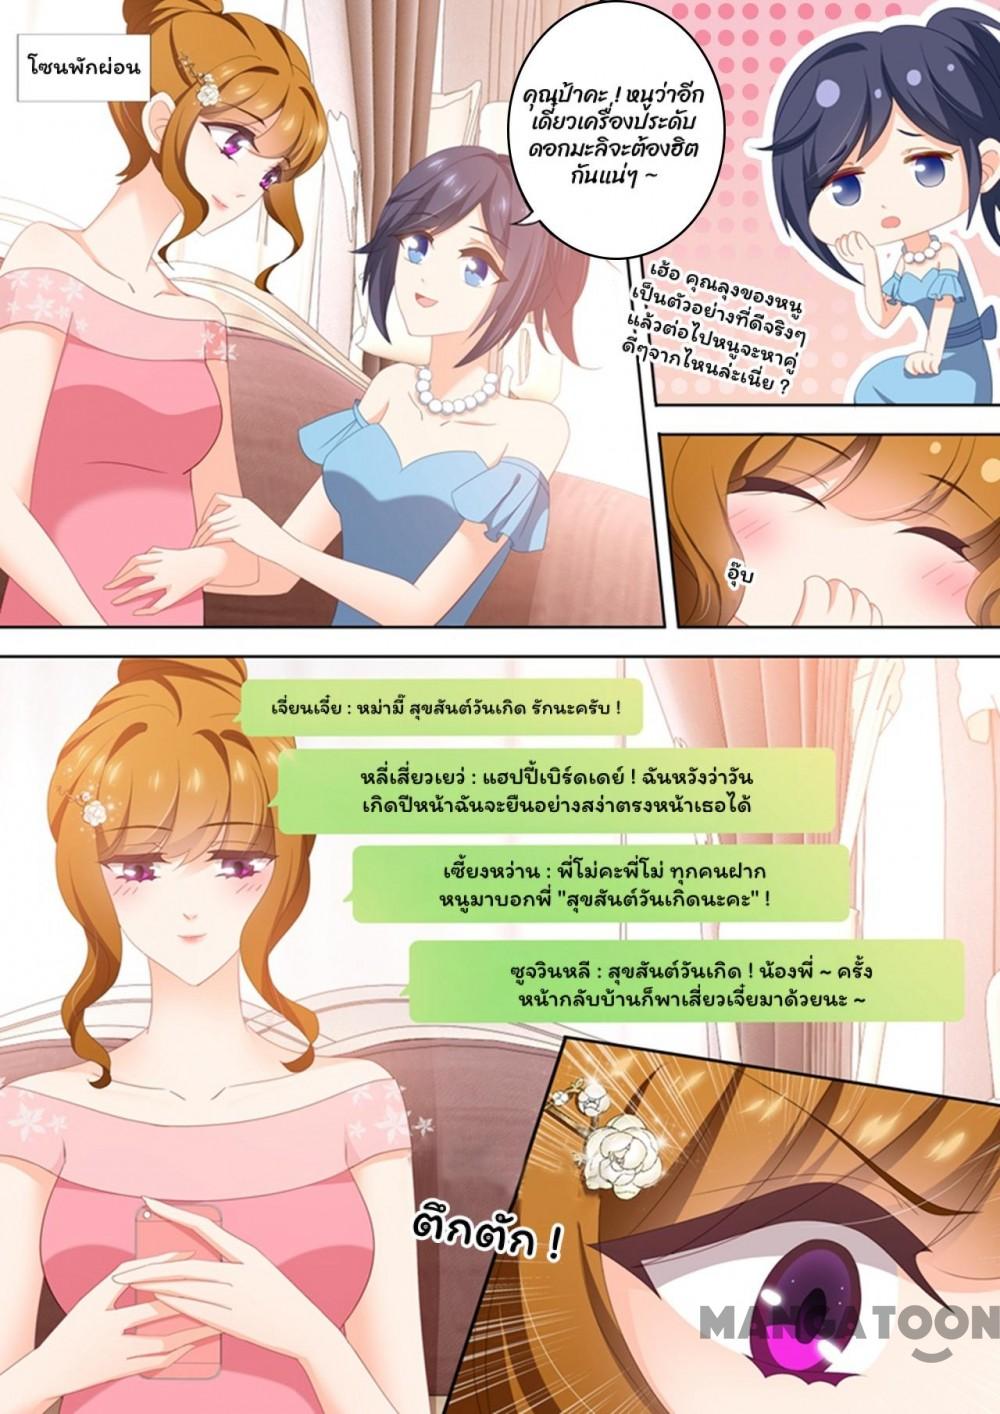 โซนพักผ่อน
คุณป้าคะ ! หนูว่าอีก
เดี๋ยวเครื่องประดับ
ดอกมะลิจะต้องฮิต
กันแน่ๆ ~
เฮ้อ คุณลุงของหนู
เป็นตัวอย่างที่ดีจริงๆ
แล้วต่อไปหนูจะหาคู่
ดีๆจากไหนล่ะเนี่ย ?
อุ๊บ
เจี่ยนเจี๋ย : หม่ามี๊ สุขสันต์วันเกิด รักนะครับ !
หลี่เสี่ยวเยว่ : แฮปปี้เบิร์ดเดย์ ! ฉันหวังว่าวัน
เกิดปีหน้าฉันจะยืนอย่างสง่าตรงหน้าเธอได้
เซี้ยงหว่าน : พี่โม่คะพี่โม่ ทุกคนฝาก
หนูมาบอกพี่ "สุขสันต์วันเกิดนะคะ" !
ซูจวินหลี : สุขสันต์วันเกิด ! น้องพี่ ~ ครั้ง
หน้ากลับบ้านก็พาเสี่ยวเจี๋ยมาด้วยนะ ~
ตึกตัก !
MANGATOON